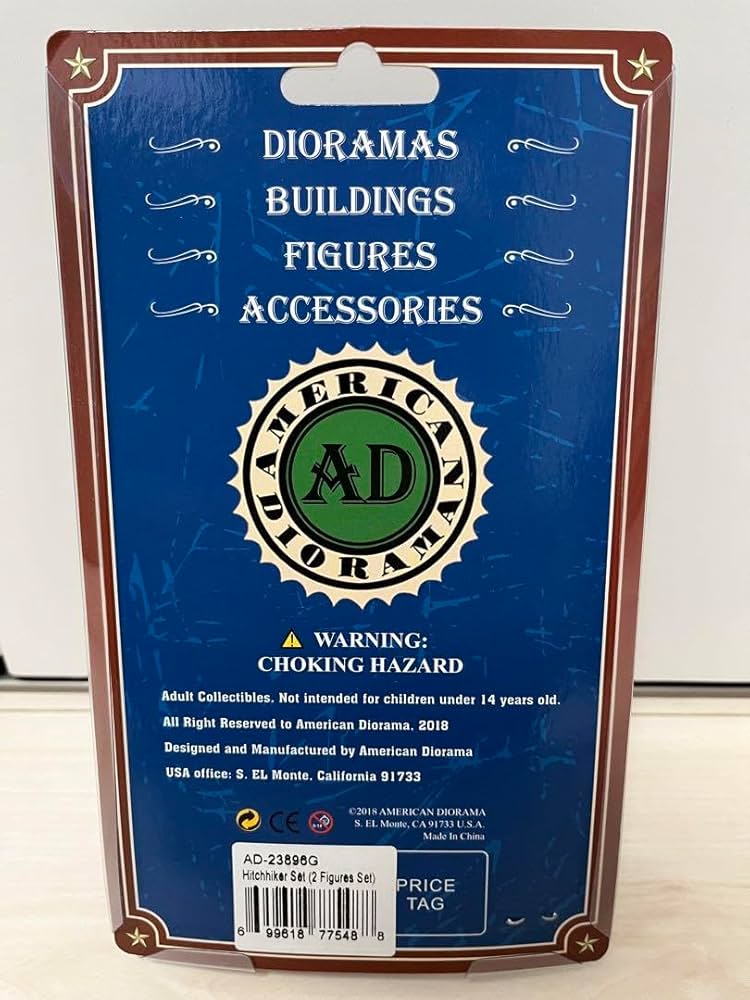 DIORAMAS
BUILDINGS
FIGURES
ACCESSORIES
AMERICAN
AD
DIORAMA
WARNING:
CHOKING HAZARD
Adult Collectibles. Not intended for children under 14 years old.
All Right Reserved to American Diorama. 2018
Designed and Manufactured by American Diorama
USA office: S. EL Monte. California 91733
CE
©2018 AMERICAN DIORAMA
S. EL Monte, CA 91733 U.S.A.
Made In China
AD-23896G
Hitchhiker Set (2 Figures Set)
6 99618 77548 8
PRICE
TAG